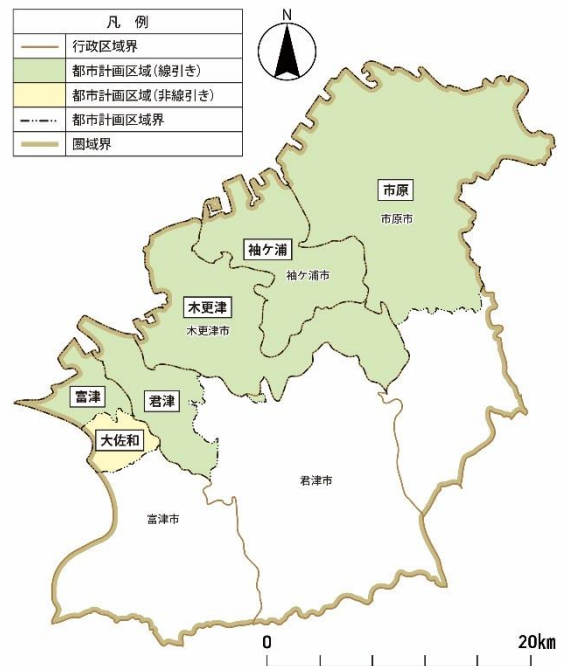 凡 例
行政区域界
都市計画区域(線引き)
都市計画区域(非線引き)
都市計画区域界
圏域界
N
市原
市原市
袖ケ浦
袖ケ浦市
木更津
木更津市
富津
君津
大佐和
君津市
富津市
0
20km